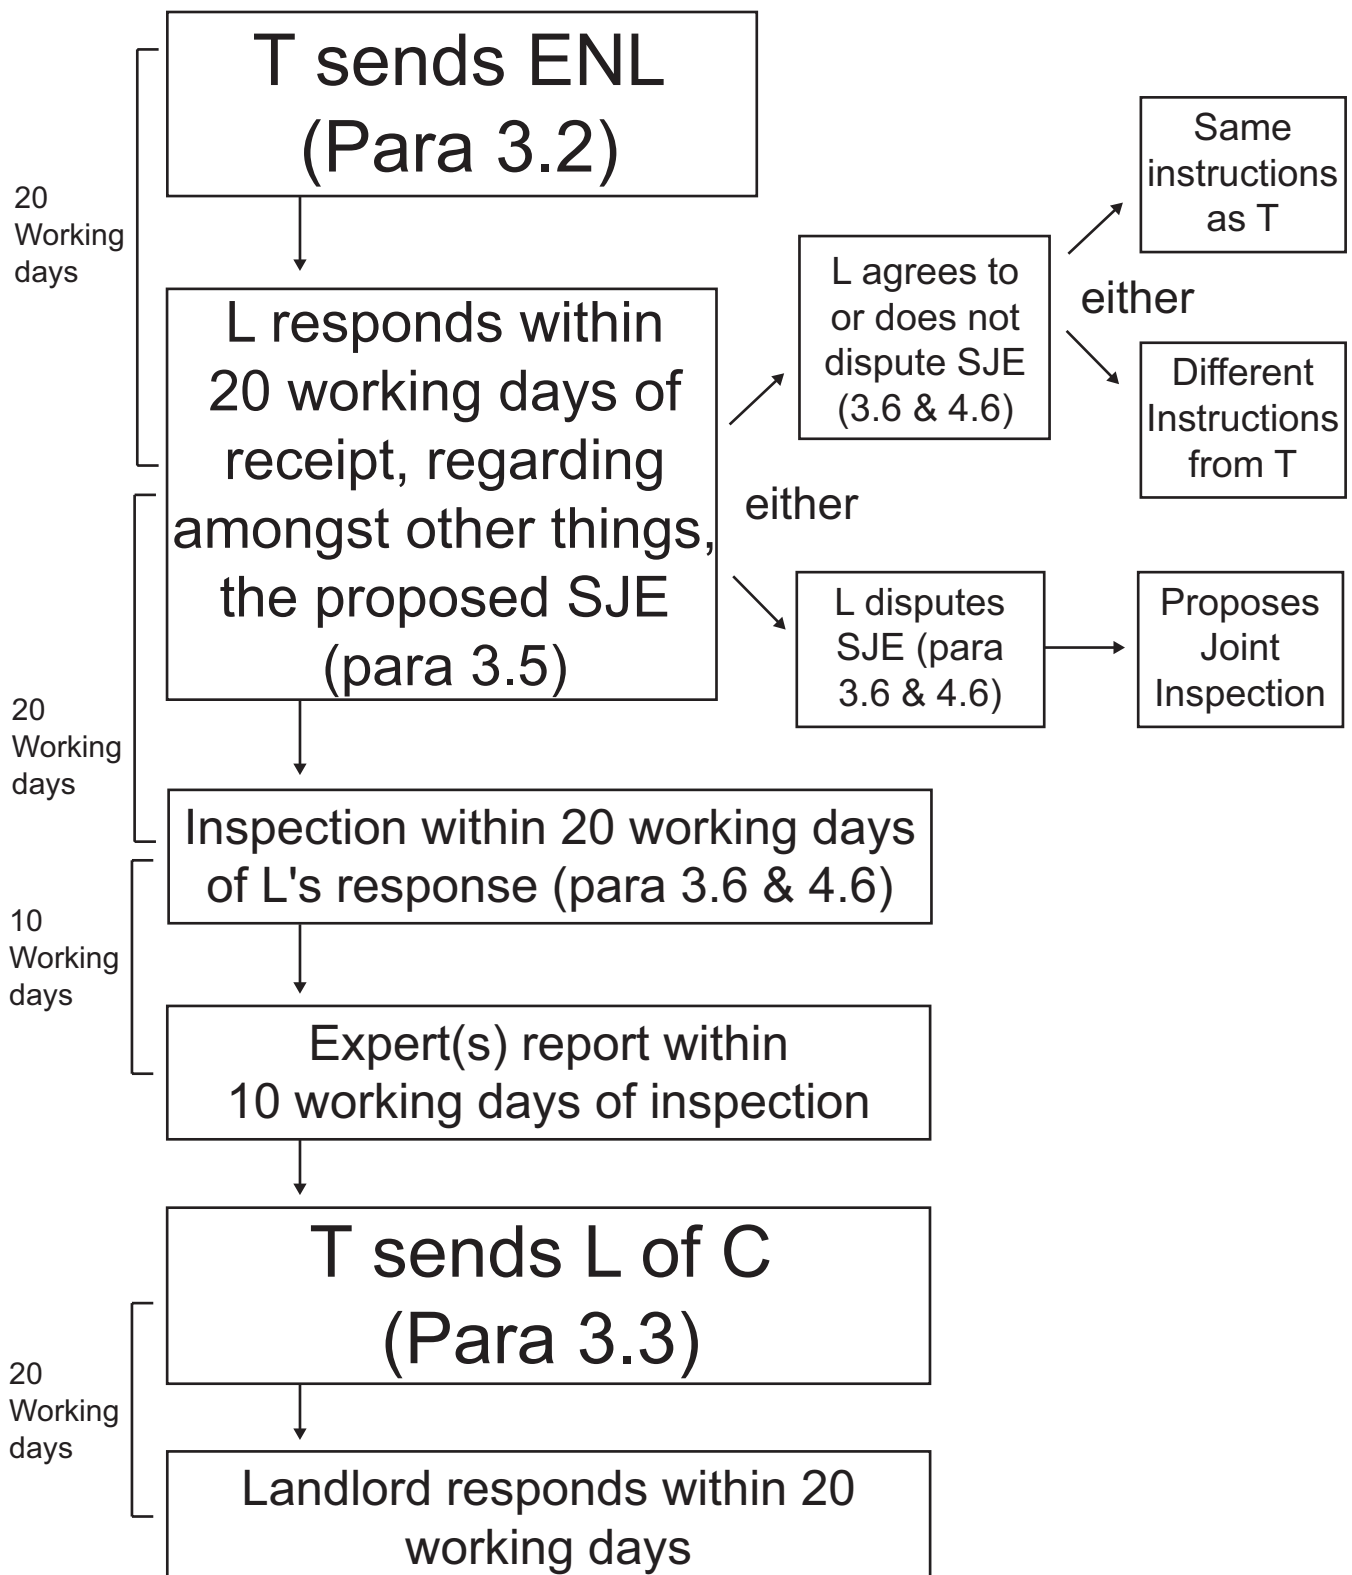 T sends ENL
(Para 3.2)
20
Working
days
L responds within
20 working days of
receipt, regarding
amongst other things,
the proposed SJE
(para 3.5)
L agrees to
or does not
dispute SJE
(3.6 & 4.6)
either
Same
instructions
as T
either
Different
Instructions
from T
L disputes
SJE (para
3.6 & 4.6)
Proposes
Joint
Inspection
20
Working
days
Inspection within 20 working days
of L's response (para 3.6 & 4.6)
10
Working
days
Expert(s) report within
10 working days of inspection
T sends L of C
(Para 3.3)
20
Working
days
Landlord responds within 20
working days